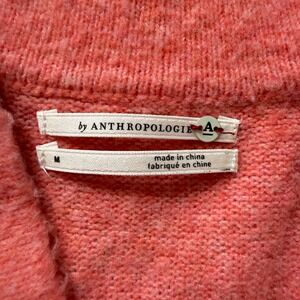 by ANTHROPOLOGIE A
M
made in china
fabriqué en chine